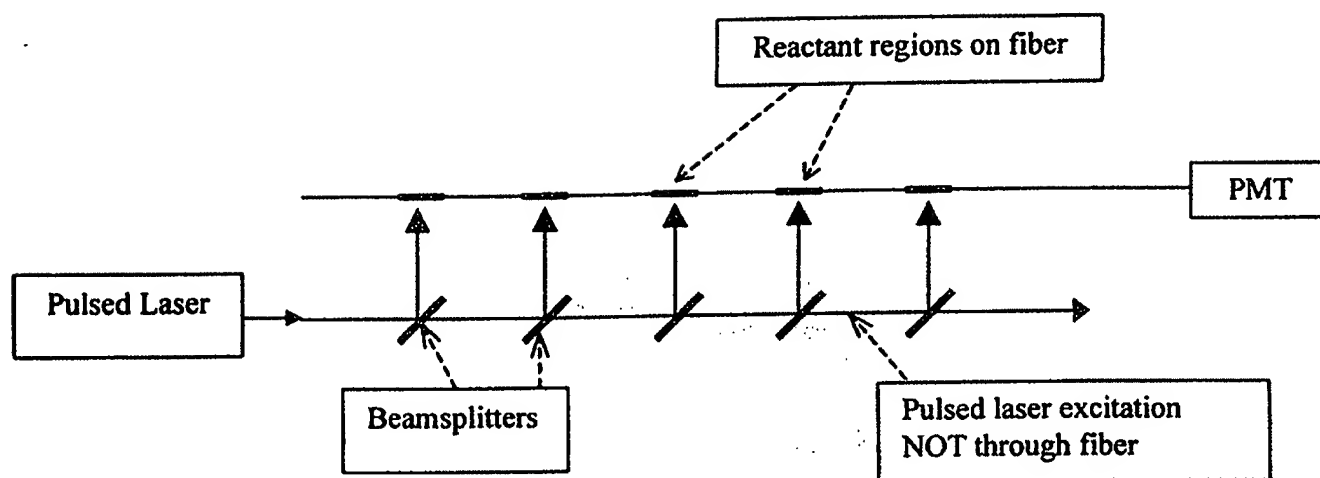 Reactant regions on fiber
PMT
Pulsed Laser
Beamsplitters
Pulsed laser excitation
NOT through fiber